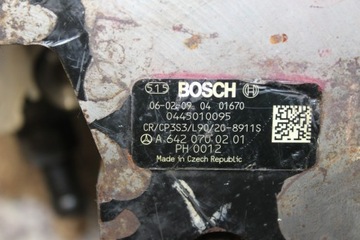 515 BOSCH
06-02-09 04 01670
0445010095
CR/CP3S3/L90/20-8911S
A 642 070 02 01
PH 0012
Made in Czech Republic